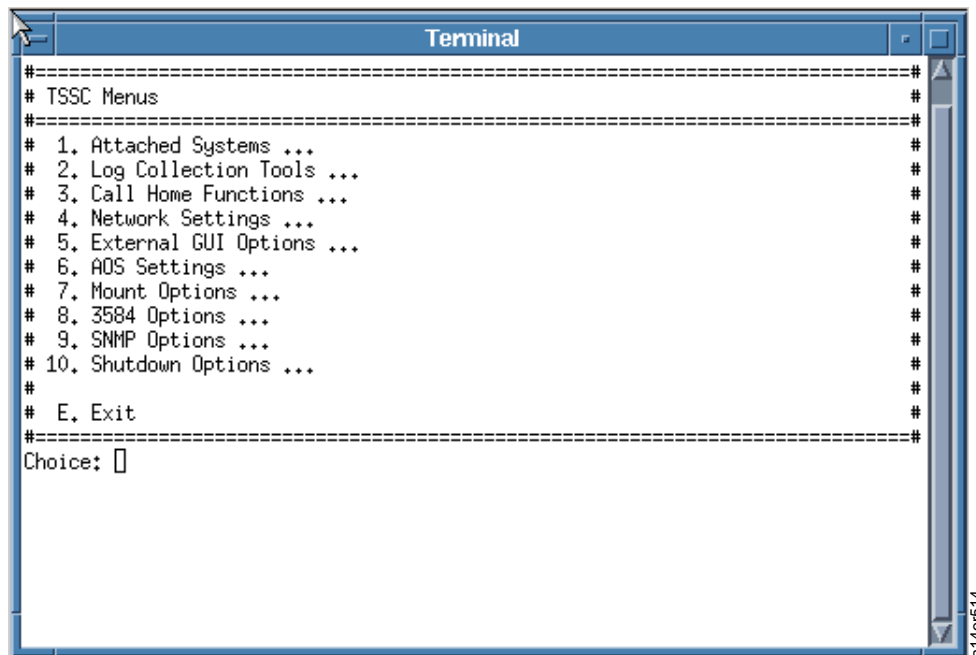 Terminal
#==========================================================================#
# TSSC Menus #
#==========================================================================#
# 1. Attached Systems ... #
# 2. Log Collection Tools ... #
# 3. Call Home Functions ... #
# 4. Network Settings ... #
# 5. External GUI Options ... #
# 6. AOS Settings ... #
# 7. Mount Options ... #
# 8. 3584 Options ... #
# 9. SNMP Options ... #
# 10. Shutdown Options ... #
# #
# E. Exit #
#==========================================================================#
Choice: